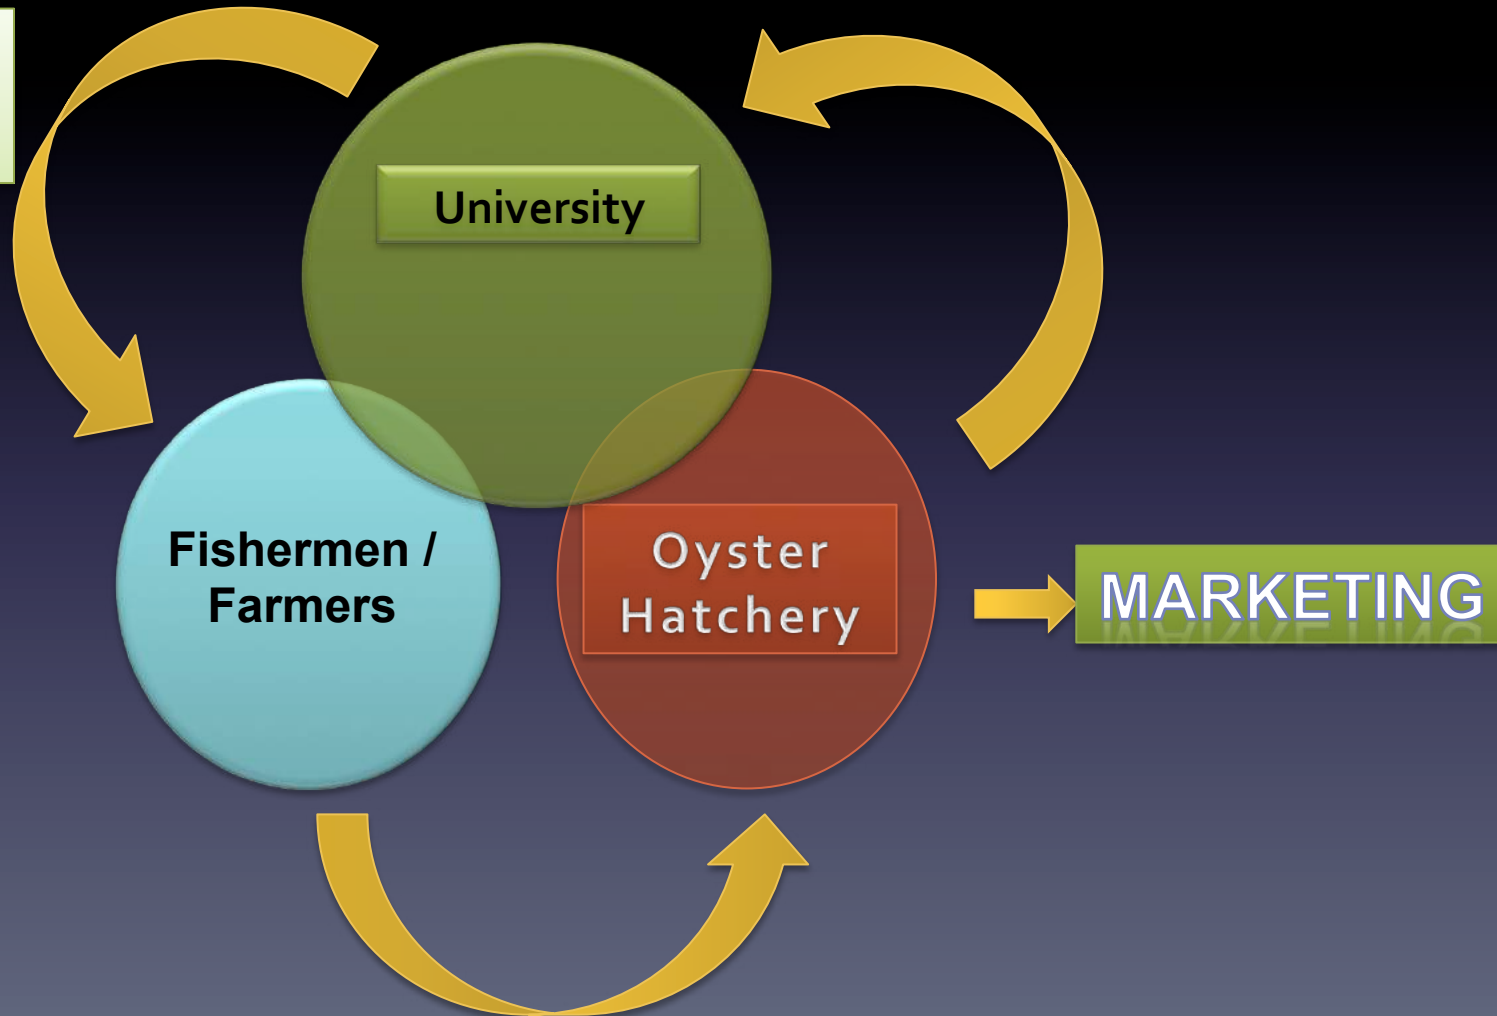 University
Fishermen /
Farmers
Oyster
Hatchery
MARKETING